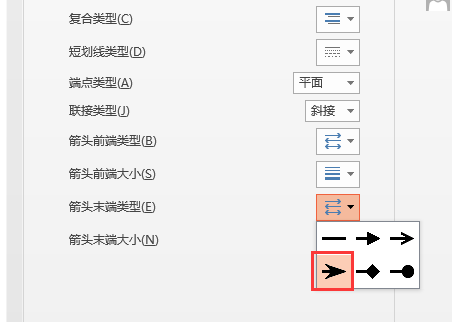 复合类型(C)
短划线类型(D)
端点类型(A) 平面
联接类型(J) 斜接
箭头前端类型(B)
箭头前端大小(S)
箭头末端类型(E)
箭头末端大小(N)